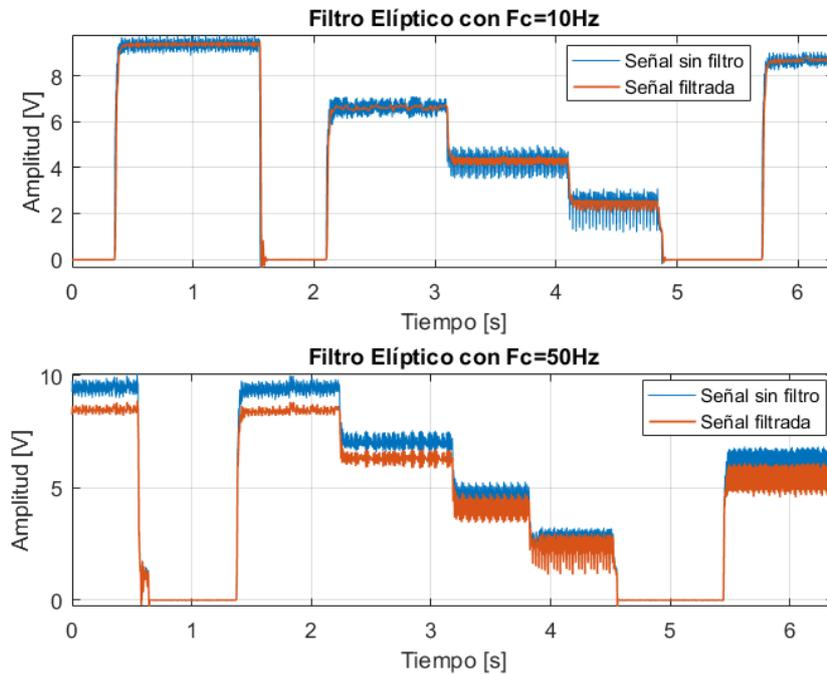 Filtro Elíptico con Fc=10Hz
Señal sin filtro
Señal filtrada
Amplitud [V]
8
6
4
2
0
0 1 2 3 4 5 6
Tiempo [s]
Filtro Elíptico con Fc=50Hz
Señal sin filtro
Señal filtrada
Amplitud [V]
10
5
0
0 1 2 3 4 5 6
Tiempo [s]